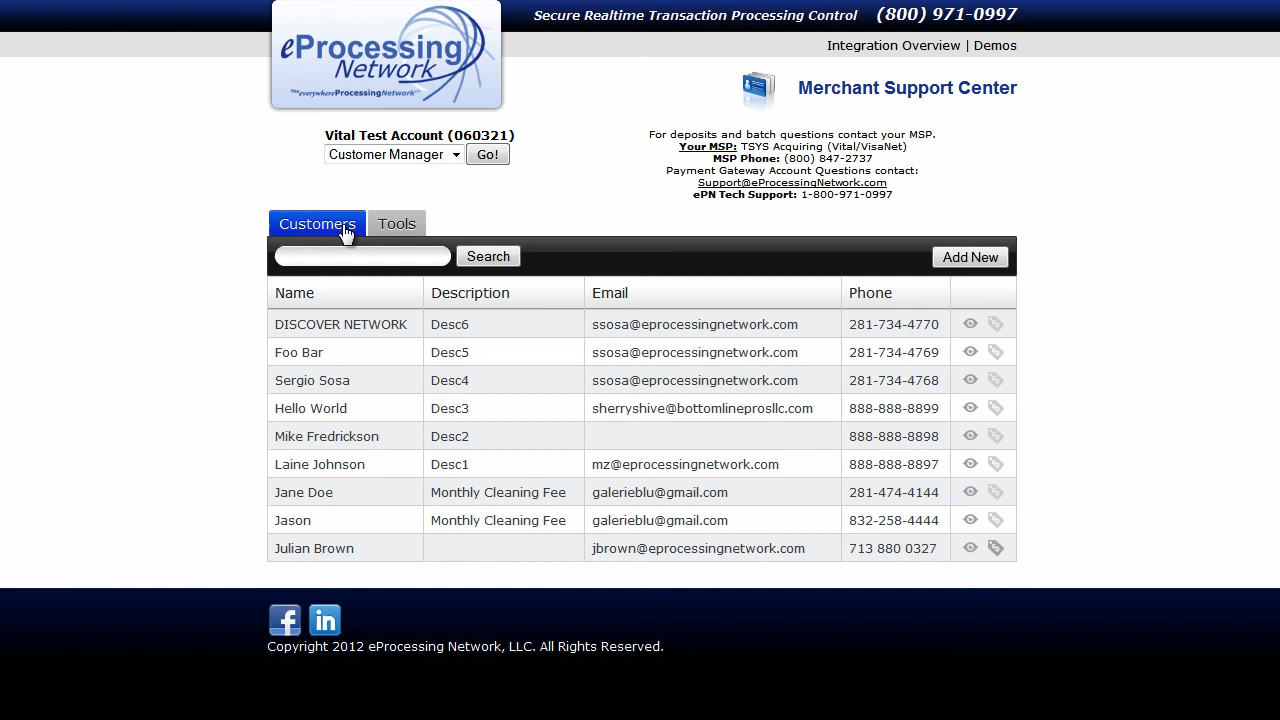 Secure Realtime Transaction Processing Control (800) 971-0997
eProcessing
Network
The everywhere Processing Network
Integration Overview | Demos
Merchant Support Center
Vital Test Account (060321)
Customer Manager Go!
For deposits and batch questions contact your MSP.
Your MSP: TSYS Acquiring (Vital/VisaNet)
MSP Phone: (800) 847-2737
Payment Gateway Account Questions contact:
Support@eProcessingNetwork.com
ePN Tech Support: 1-800-971-0997
Customers Tools
Search Add New
Name Description Email Phone
DISCOVER NETWORK Desc6 ssosa@eprocessingnetwork.com 281-734-4770
Foo Bar Desc5 ssosa@eprocessingnetwork.com 281-734-4769
Sergio Sosa Desc4 ssosa@eprocessingnetwork.com 281-734-4768
Hello World Desc3 sherryshive@bottomlineprosllc.com 888-888-8899
Mike Fredrickson Desc2 888-888-8898
Laine Johnson Desc1 mz@eprocessingnetwork.com 888-888-8897
Jane Doe Monthly Cleaning Fee galerieblu@gmail.com 281-474-4144
Jason Monthly Cleaning Fee galerieblu@gmail.com 832-258-4444
Julian Brown jbrown@eprocessingnetwork.com 713 880 0327
f in
Copyright 2012 eProcessing Network, LLC. All Rights Reserved.